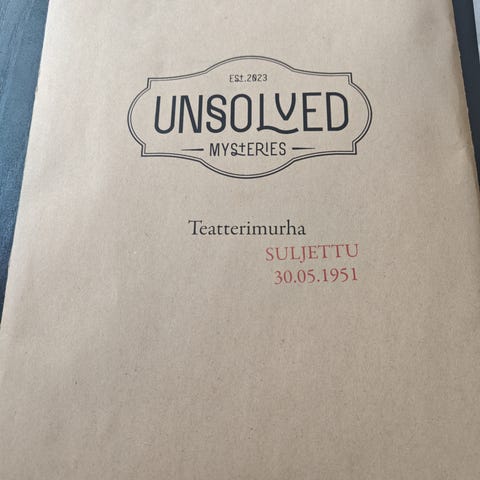 Est.2023
UNSOLVED
MYStERIES
Teatterimurha
SULJETTU
30.05.1951